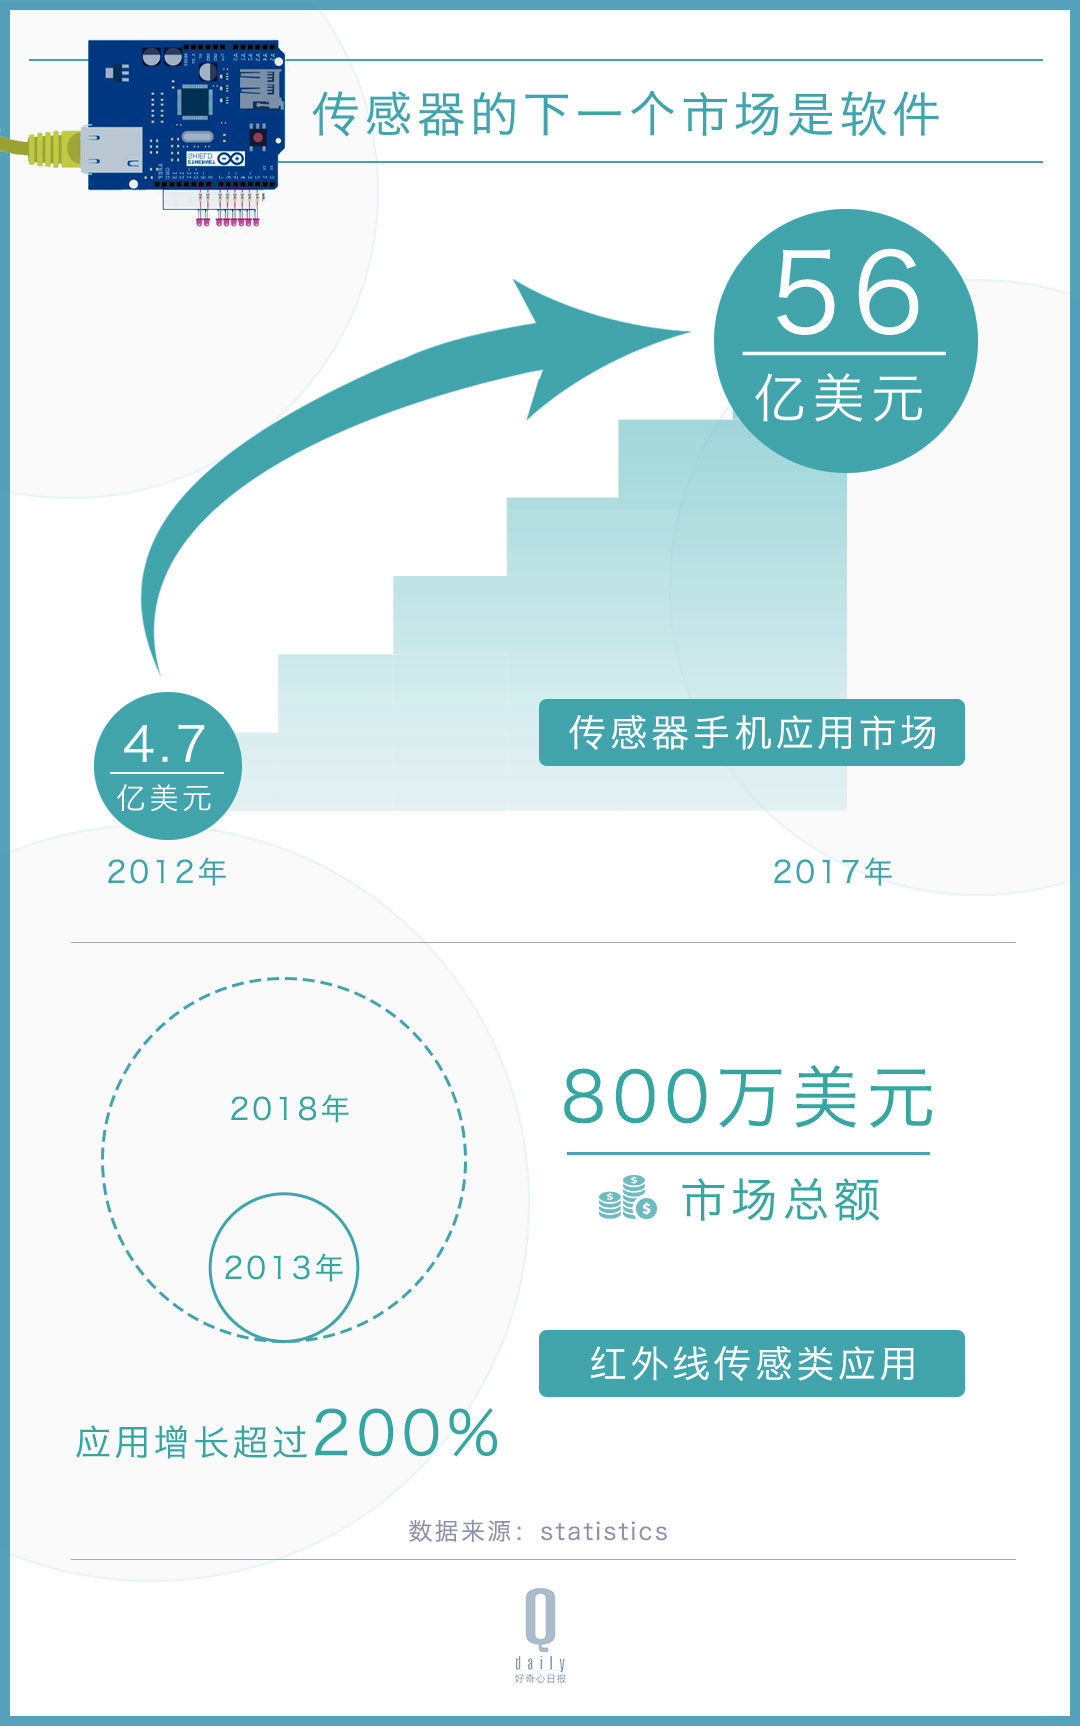 传感器的下一个市场是软件
SHIELD
ETHERNET
56
亿美元
传感器手机应用市场
4.7
亿美元
2012年
2017年
2018年
2013年
800万美元
市场总额
红外线传感类应用
应用增长超过200%
数据来源：statistics
Q
daily
好奇心日报